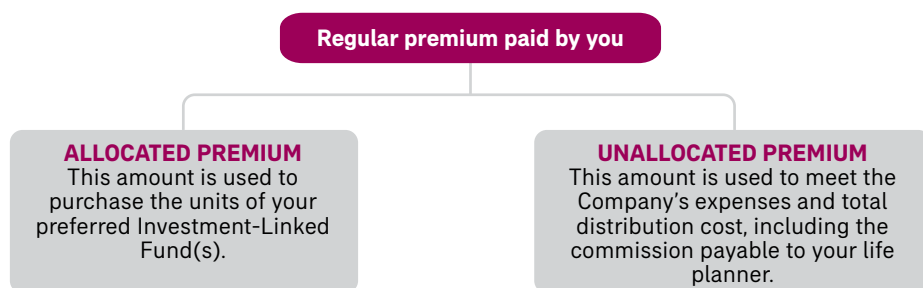 Regular premium paid by you
ALLOCATED PREMIUM
This amount is used to
purchase the units of your
preferred Investment-Linked
Fund(s).
UNALLOCATED PREMIUM
This amount is used to meet the
Company’s expenses and total
distribution cost, including the
commission payable to your life
planner.